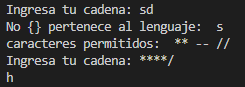 Ingresa tu cadena: sd
No {} pertenece al lenguaje:  s
caracteres permitidos:  ** -- //
Ingresa tu cadena: ****/
h